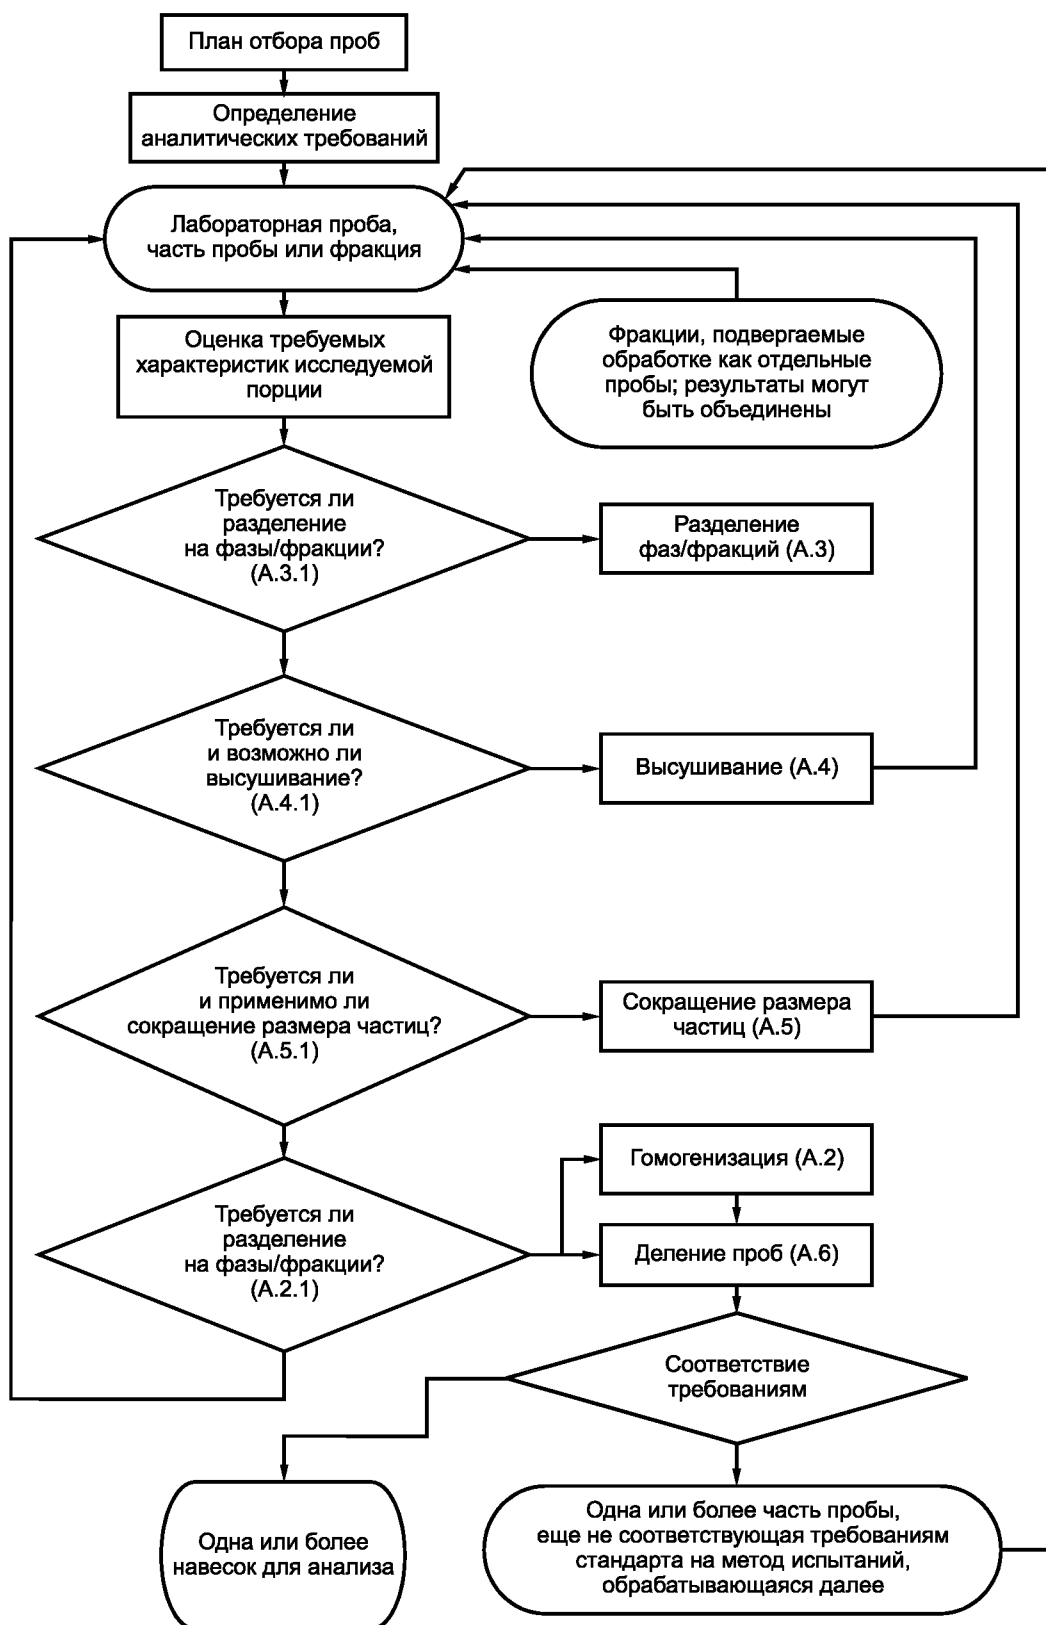 План отбора проб
Определение
аналитических требований
Лабораторная проба,
часть пробы или фракция
Оценка требуемых
характеристик исследуемой
порции
Фракции, подвергаемые
обработке как отдельные
пробы; результаты могут
быть объединены
Требуется ли
разделение
на фазы/фракции?
(А.3.1)
Разделение
фаз/фракций (А.3)
Требуется ли
и возможно ли
высушивание?
(А.4.1)
Высушивание (А.4)
Требуется ли
и применимо ли
сокращение размера частиц?
(А.5.1)
Сокращение размера
частиц (А.5)
Требуется ли
разделение
на фазы/фракции?
(А.2.1)
Гомогенизация (А.2)
Деление проб (А.6)
Соответствие
требованиям
Одна или более
навесок для анализа
Одна или более часть пробы,
еще не соответствующая требованиям
стандарта на метод испытаний,
обрабатывающаяся далее